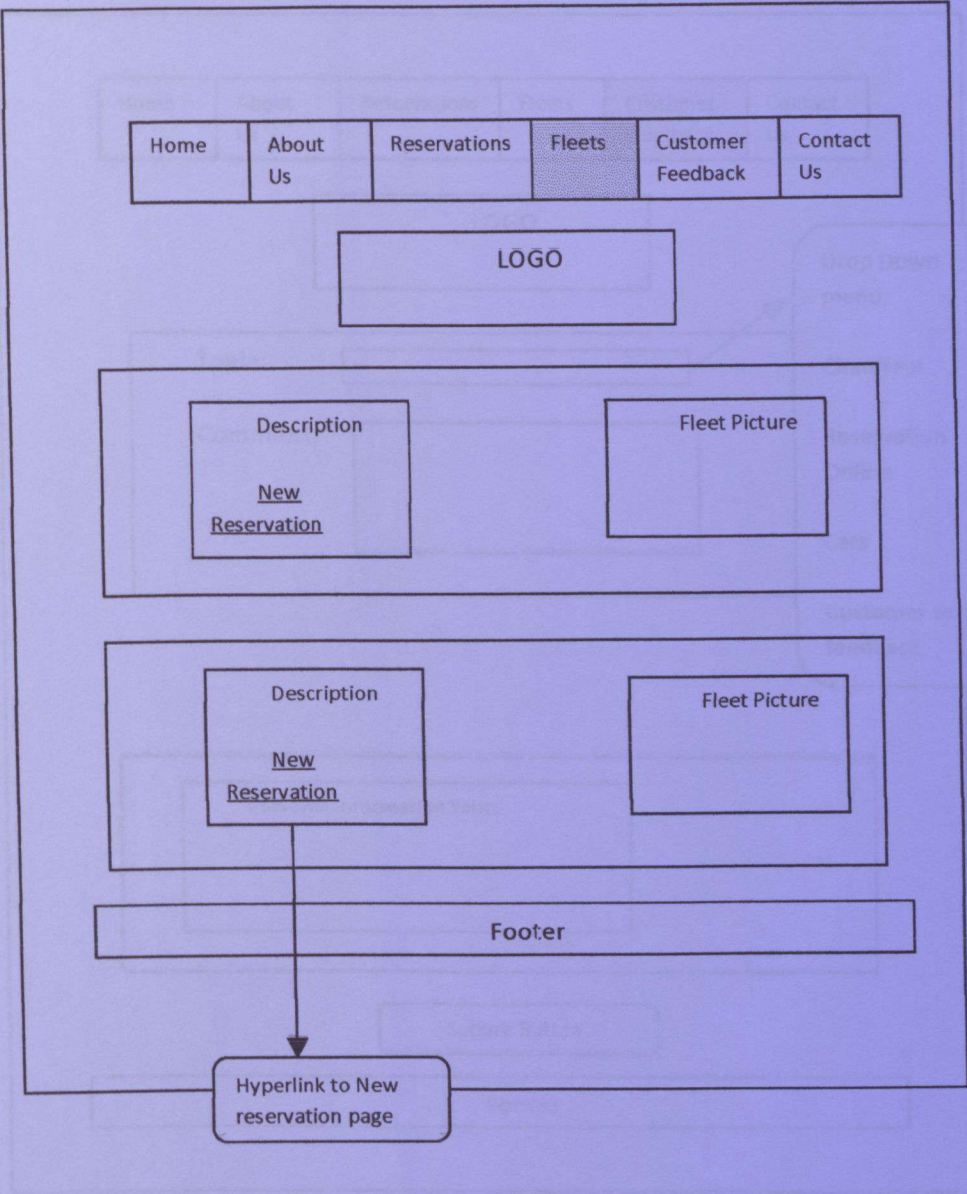 Home
About
Us
Reservations
Fleets
Customer
Feedback
Contact
Us
LOGO
Description
New
Reservation
Fleet Picture
Description
New
Reservation
Fleet Picture
Footer
Hyperlink to New
reservation page